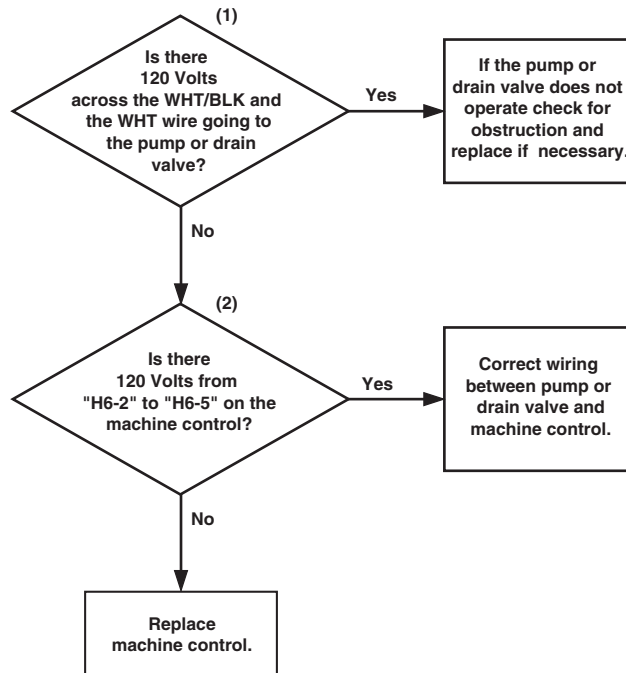 (1)
Is there
120 Volts
across the WHT/BLK and
the WHT wire going to
the pump or drain
valve?
Yes
If the pump or
drain valve does not
operate check for
obstruction and
replace if necessary.
No
(2)
Is there
120 Volts from
"H6-2" to "H6-5" on the
machine control?
Yes
Correct wiring
between pump or
drain valve and
machine control.
No
Replace
machine control.